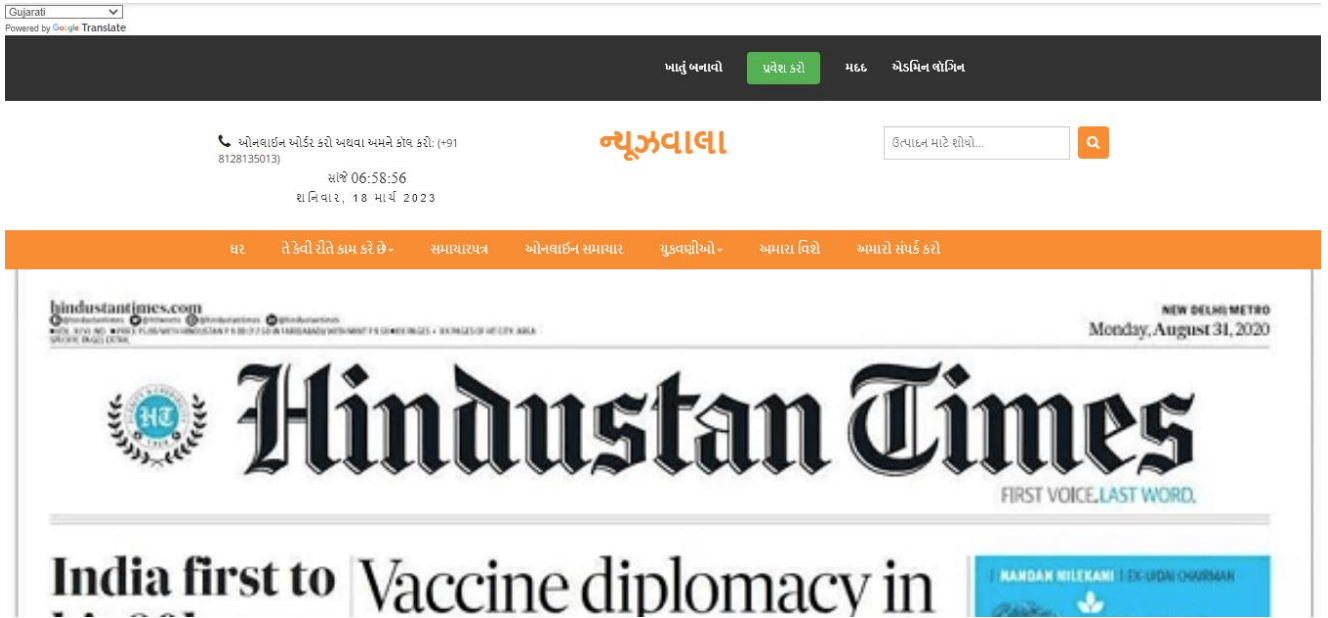 Gujarati
Powered by Google Translate
ખાતું બનાવો પ્રવેશ કરો મદદ એડમિન લૉગિન
ઓનલાઈન ઓર્ડર કરો અથવા અમને કૉલ કરો: (+91
8128135013)
ન્યૂઝવાલા
ઉત્પાદન માટે શોધો...
સાંજે 06:58:56
શનિવાર, 18 માર્ચ 2023
ઘર તે કેવી રીતે કામ કરે છે સમાચારપત્ર ઓનલાઈન સમાચાર ચુકવણીઓ અમારા વિશે અમારો સંપર્ક કરો
hindustantimes.com
NEW DELHI METRO
Monday, August 31, 2020
HT
Hindustan Times
FIRST VOICE. LAST WORD.
India first to
Vaccine diplomacy in
NANDAN NILEKANI | EX-UIDAI CHAIRMAN